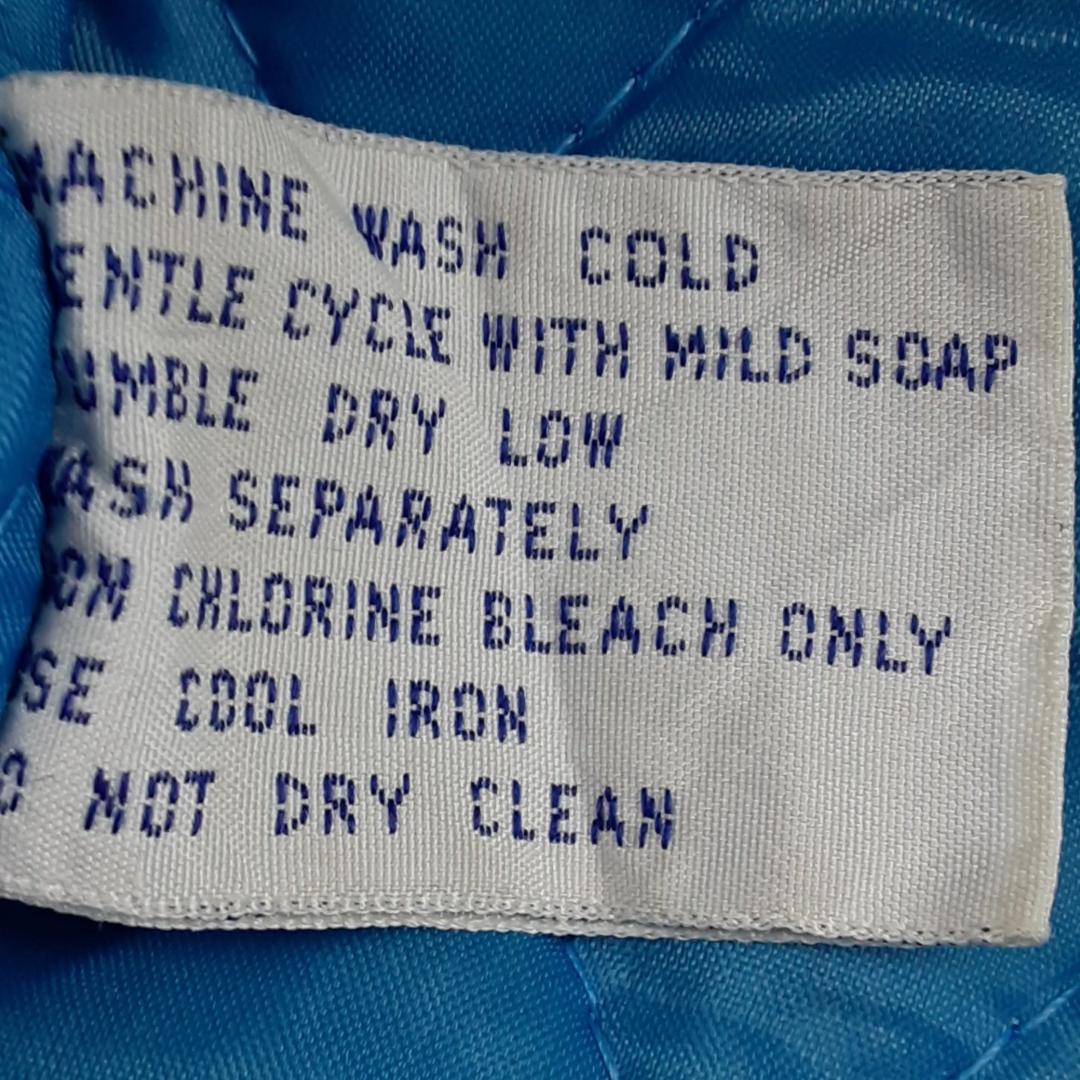 MACHINE WASH COLD
ENTLE CYCLE WITH MILD SOAP
UMBLE DRY LOW
WASH SEPARATELY
ON CHLORINE BLEACH ONLY
SE COOL IRON
O NOT DRY CLEAN